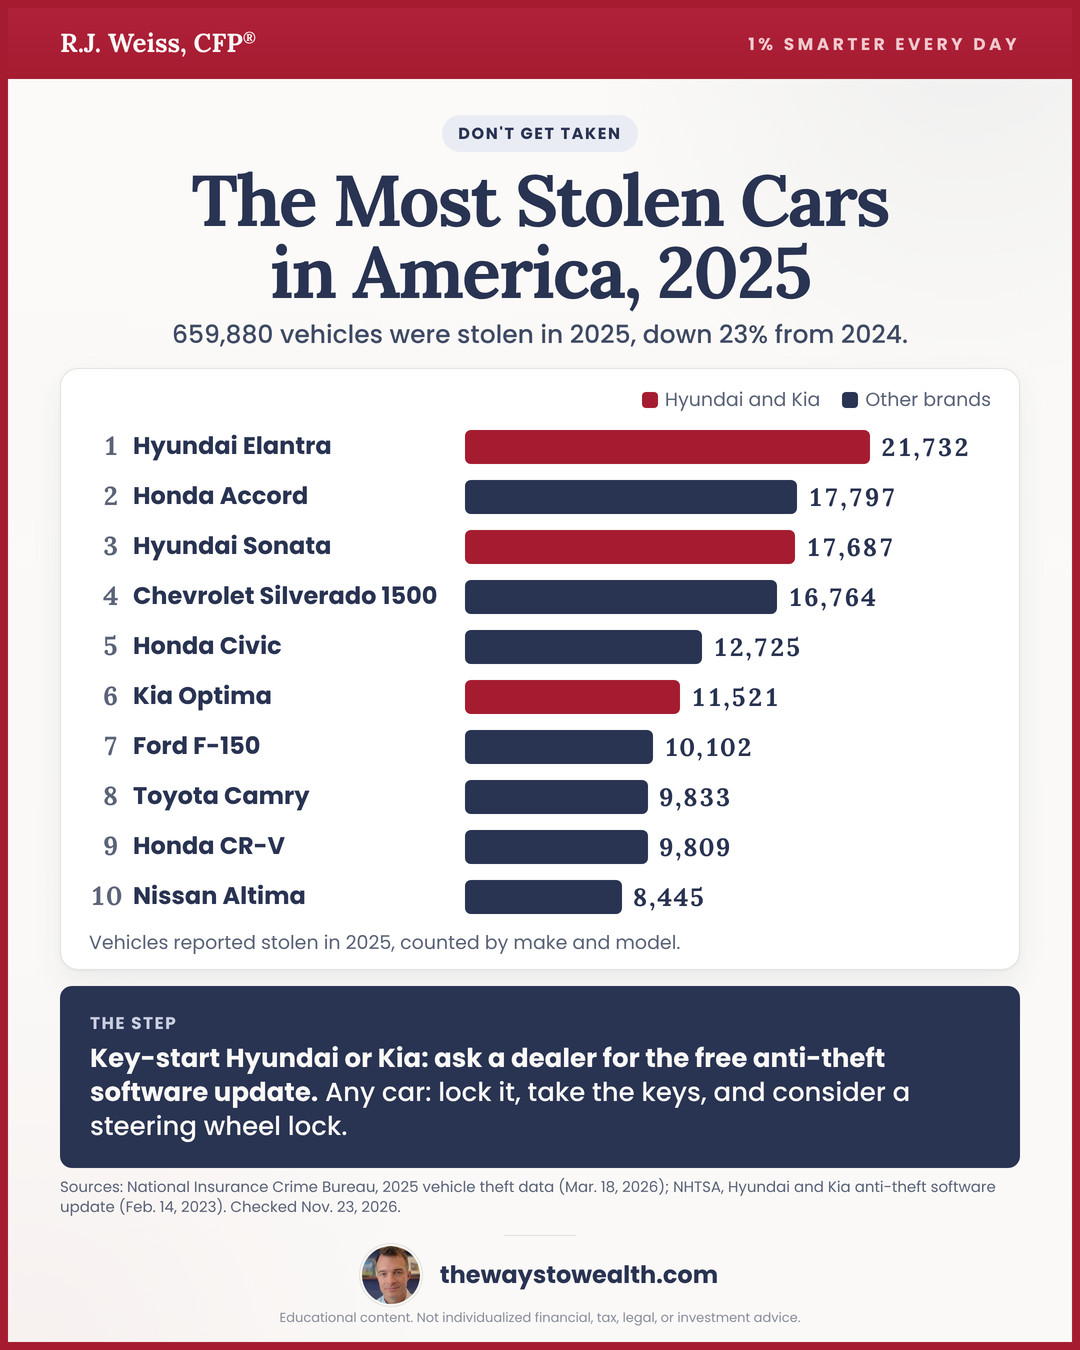 R.J. Weiss, CFP®
1% SMARTER EVERY DAY
DON'T GET TAKEN
The Most Stolen Cars
in America, 2025
659,880 vehicles were stolen in 2025, down 23% from 2024.
Hyundai and Kia
Other brands
1 Hyundai Elantra 21,732
2 Honda Accord 17,797
3 Hyundai Sonata 17,687
4 Chevrolet Silverado 1500 16,764
5 Honda Civic 12,725
6 Kia Optima 11,521
7 Ford F-150 10,102
8 Toyota Camry 9,833
9 Honda CR-V 9,809
10 Nissan Altima 8,445
Vehicles reported stolen in 2025, counted by make and model.
THE STEP
Key-start Hyundai or Kia: ask a dealer for the free anti-theft
software update. Any car: lock it, take the keys, and consider a
steering wheel lock.
Sources: National Insurance Crime Bureau, 2025 vehicle theft data (Mar. 18, 2026); NHTSA, Hyundai and Kia anti-theft software
update (Feb. 14, 2023). Checked Nov. 23, 2026.
thewaystowealth.com
Educational content. Not individualized financial, tax, legal, or investment advice.